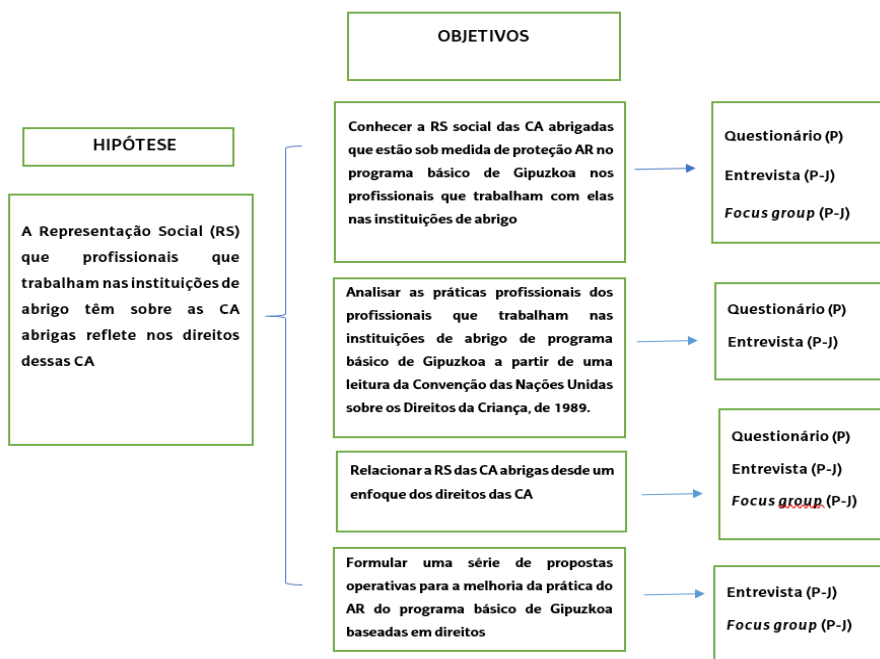 OBJETIVOS
HIPÓTESE
A Representação Social (RS)
que profissionais que
trabalham nas instituições de
abrigo têm sobre as CA
abrigas reflete nos direitos
dessas CA
Conhecer a RS social das CA abrigadas
que estão sob medida de proteção AR no
programa básico de Gipuzkoa nos
profissionais que trabalham com elas
nas instituições de abrigo
Questionário (P)
Entrevista (P-J)
Focus group (P-J)
Analisar as práticas profissionais dos
profissionais que trabalham nas
instituições de abrigo de programa
básico de Gipuzkoa a partir de uma
leitura da Convenção das Nações Unidas
sobre os Direitos da Criança, de 1989.
Questionário (P)
Entrevista (P-J)
Relacionar a RS das CA abrigas desde um
enfoque dos direitos das CA
Questionário (P)
Entrevista (P-J)
Focus group (P-J)
Formular uma série de propostas
operativas para a melhoria da prática do
AR do programa básico de Gipuzkoa
baseadas em direitos
Entrevista (P-J)
Focus group (P-J)